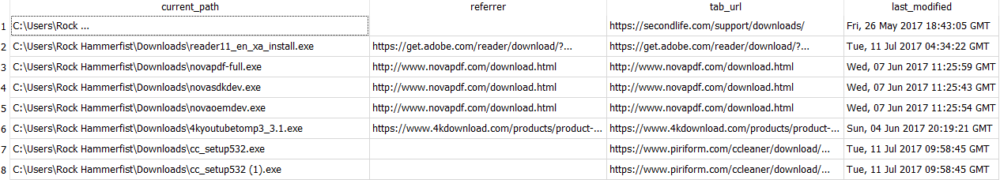 current_path referrer tab_url last_modified
1 C:\Users\Rock ... https://secondlife.com/support/downloads/ Fri, 26 May 2017 18:43:05 GMT
2 C:\Users\Rock Hammerfist\Downloads\reader11_en_xa_install.exe https://get.adobe.com/reader/download/?... https://get.adobe.com/reader/download/?... Tue, 11 Jul 2017 04:34:22 GMT
3 C:\Users\Rock Hammerfist\Downloads\novapdf-full.exe http://www.novapdf.com/download.html http://www.novapdf.com/download.html Wed, 07 Jun 2017 11:25:59 GMT
4 C:\Users\Rock Hammerfist\Downloads\novasdkdev.exe http://www.novapdf.com/download.html http://www.novapdf.com/download.html Wed, 07 Jun 2017 11:25:43 GMT
5 C:\Users\Rock Hammerfist\Downloads\novaoemdev.exe http://www.novapdf.com/download.html http://www.novapdf.com/download.html Wed, 07 Jun 2017 11:25:54 GMT
6 C:\Users\Rock Hammerfist\Downloads\4kyoutubetomp3_3.1.exe https://www.4kdownload.com/products/product-... https://www.4kdownload.com/products/product-... Sun, 04 Jun 2017 20:19:21 GMT
7 C:\Users\Rock Hammerfist\Downloads\cc_setup532.exe https://www.piriform.com/ccleaner/download/... Tue, 11 Jul 2017 09:58:45 GMT
8 C:\Users\Rock Hammerfist\Downloads\cc_setup532 (1).exe https://www.piriform.com/ccleaner/download/... Tue, 11 Jul 2017 09:58:45 GMT